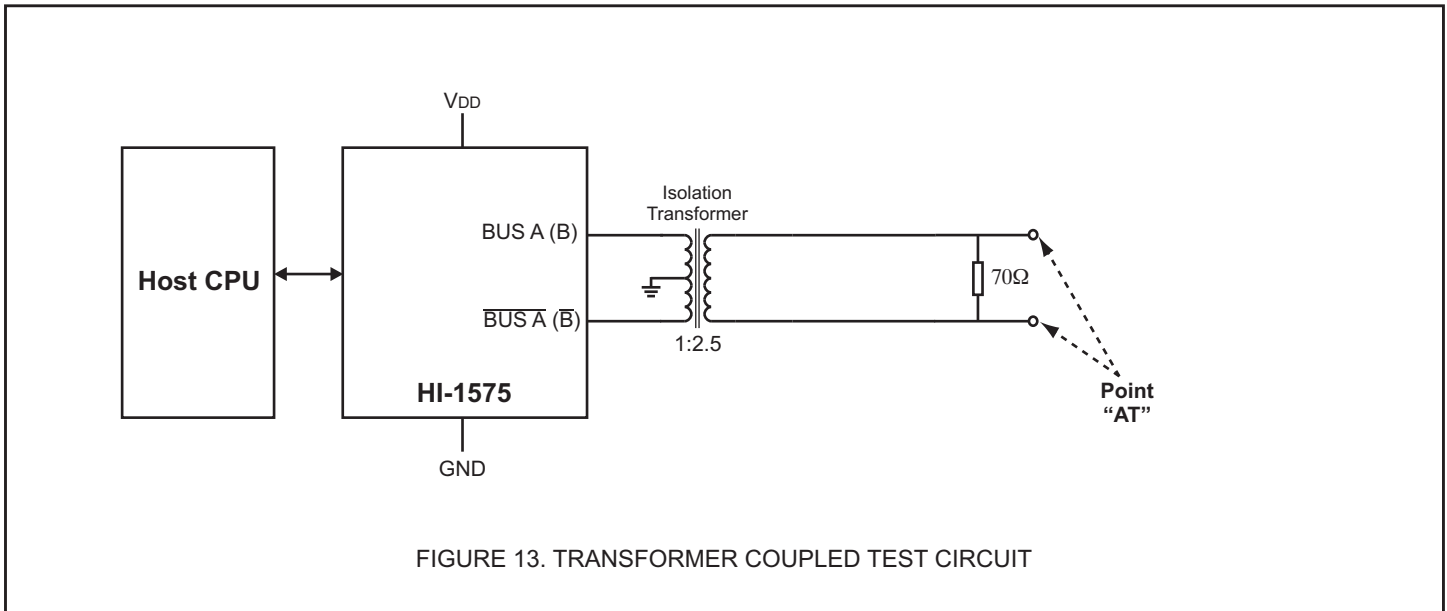 VDD
Isolation
Transformer
BUS A (B)
Host CPU
70Ω
BUS A (B)
1:2.5
HI-1575
Point
“AT”
GND
FIGURE 13. TRANSFORMER COUPLED TEST CIRCUIT